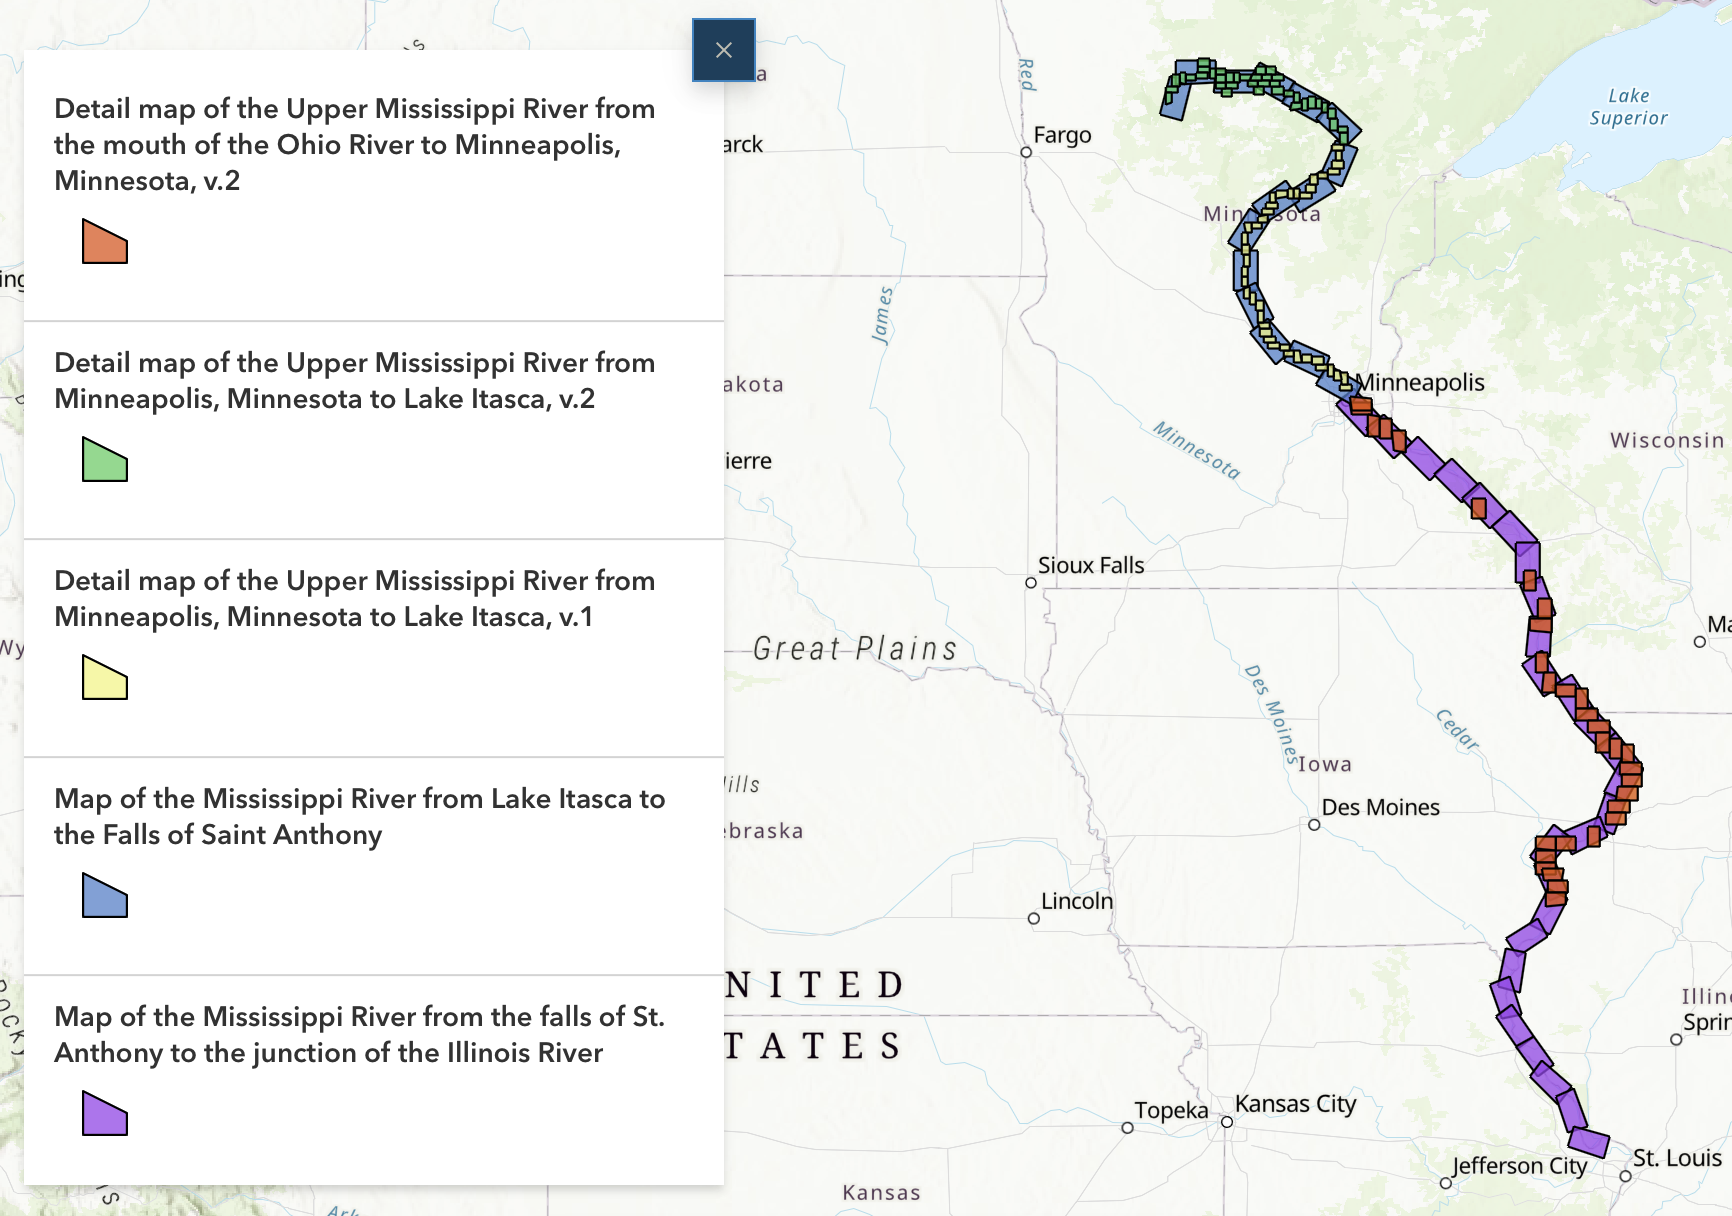 Detail map of the Upper Mississippi River from
the mouth of the Ohio River to Minneapolis,
Minnesota, v.2
Detail map of the Upper Mississippi River from
Minneapolis, Minnesota to Lake Itasca, v.2
Detail map of the Upper Mississippi River from
Minneapolis, Minnesota to Lake Itasca, v.1
Map of the Mississippi River from Lake Itasca to
the Falls of Saint Anthony
Map of the Mississippi River from the falls of St.
Anthony to the junction of the Illinois River
Red
Lake
Superior
Fargo
arck
James
akota
Minneapolis
Minnesota
Wisconsin
ierre
Sioux Falls
Great Plains
Des Moines
Cedar
Iowa
Des Moines
ills
ebraska
Lincoln
NITED
TATES
Illin
Sprin
Topeka
Kansas City
Jefferson City
St. Louis
Kansas
Ma
Wy
ing